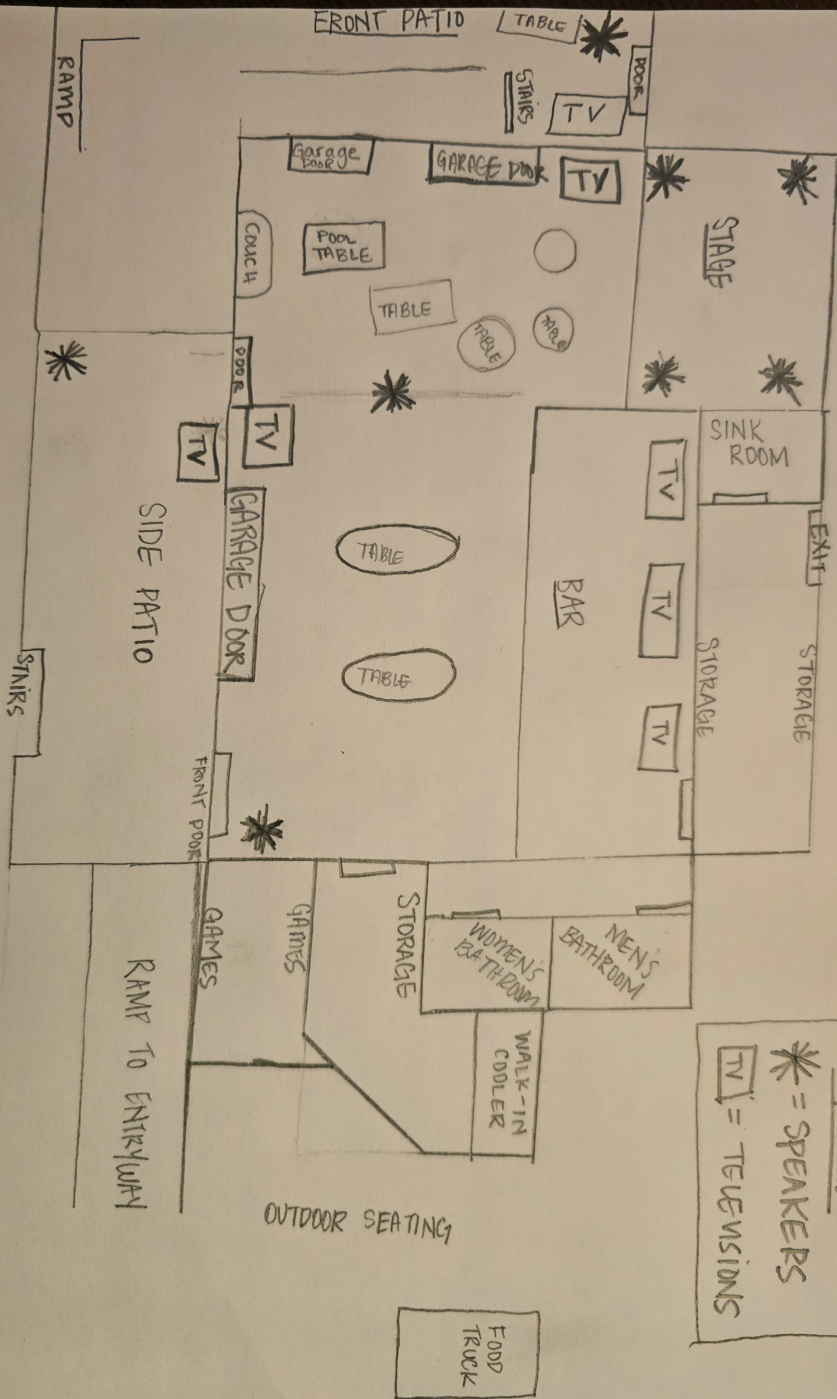 FRONT PATIO
TABLE
DOOR
RAMP
STAIRS
TV
Garage
DOOR
GARAGE DOOR
TV
STAGE
COUCH
POOL
TABLE
TABLE
TABLE
TABLE
DOOR
TV
TV
SINK
ROOM
TV
EXIT
GARAGE DOOR
SIDE PATIO
TABLE
BAR
TV
STORAGE
STORAGE
TABLE
STAIRS
TV
FRONT DOOR
GAMES
GAMES
STORAGE
WOMEN'S
BATHROOM
MEN'S
BATHROOM
RAMP TO ENTRYWAY
WALK-IN
COOLER
= SPEAKERS
TV = TELEVISIONS
OUTDOOR SEATING
FOOD
TRUCK